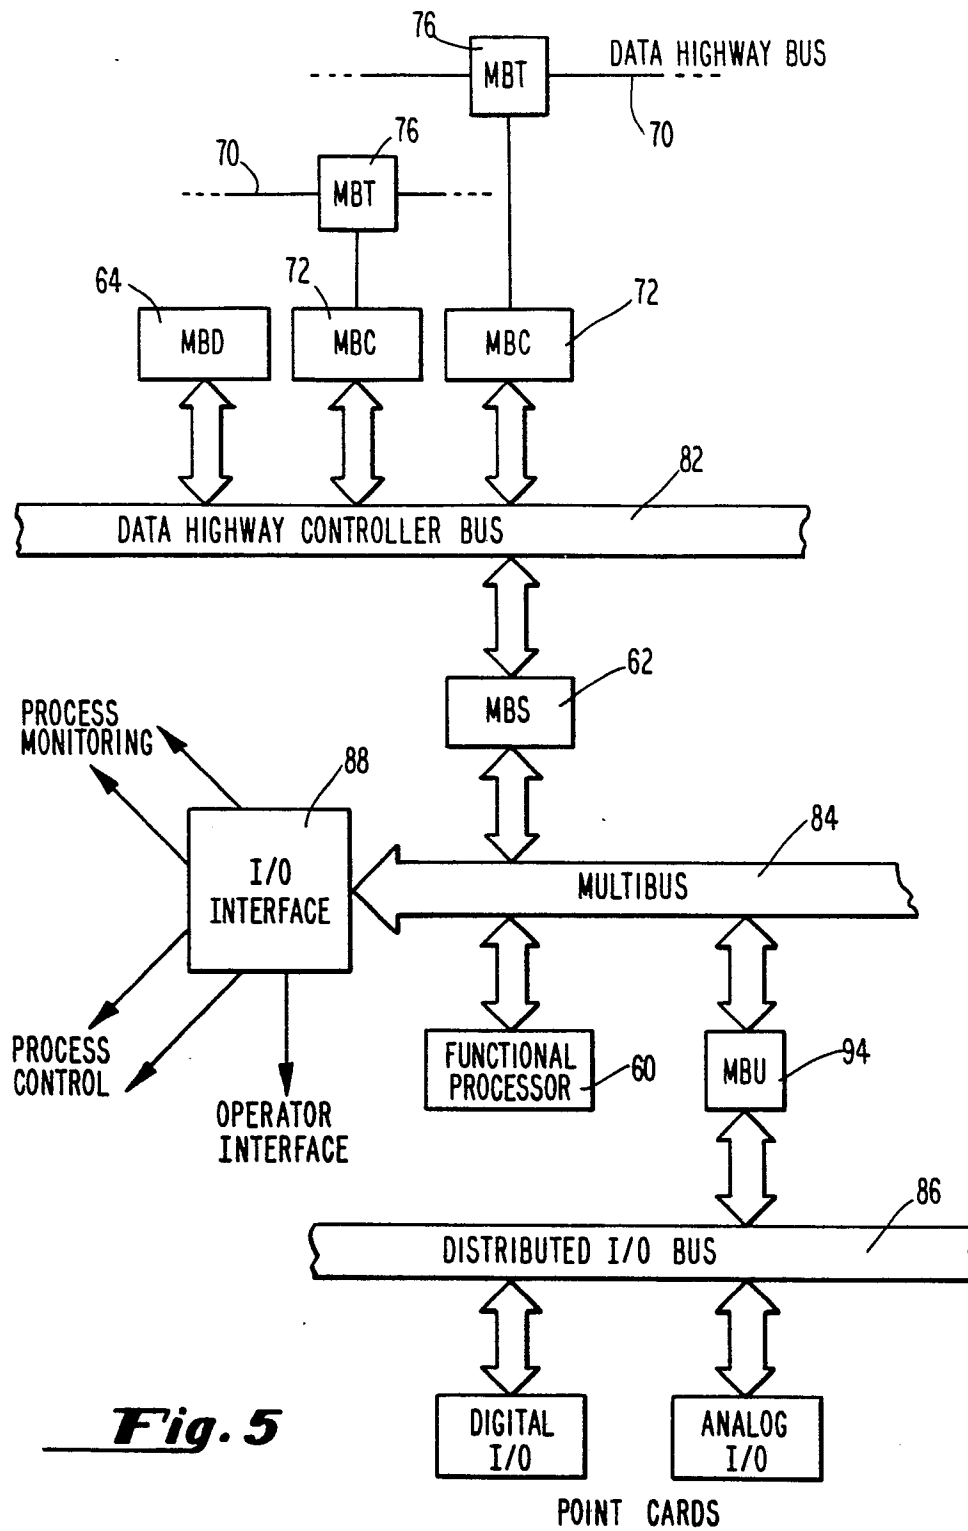 76
MBT
DATA HIGHWAY BUS
70
76
70
MBT
64
72
72
MBD
MBC
MBC
82
DATA HIGHWAY CONTROLLER BUS
62
MBS
PROCESS
MONITORING
88
84
I/O
INTERFACE
MULTIBUS
PROCESS
CONTROL
FUNCTIONAL
PROCESSOR
60
MBU
94
OPERATOR
INTERFACE
86
DISTRIBUTED I/O BUS
DIGITAL
I/O
ANALOG
I/O
Fig. 5
POINT CARDS